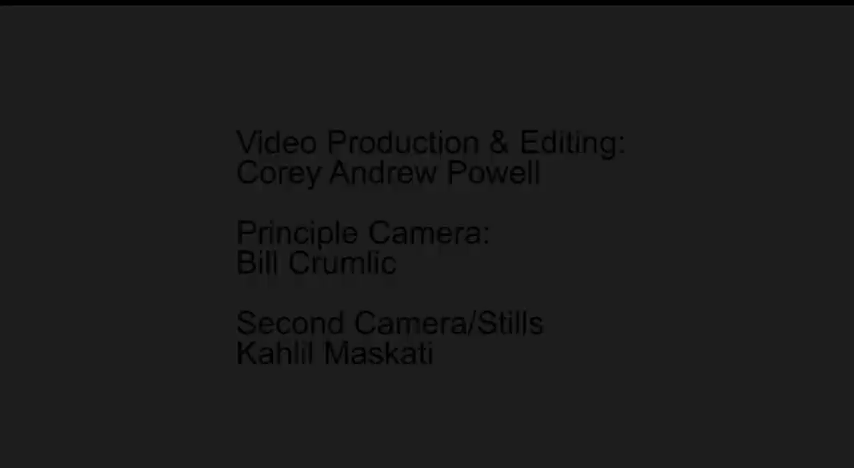 Video Production & Editing:
Corey Andrew Powell
Principle Camera:
Bill Crumlic
Second Camera/Stills
Kahlil Maskati